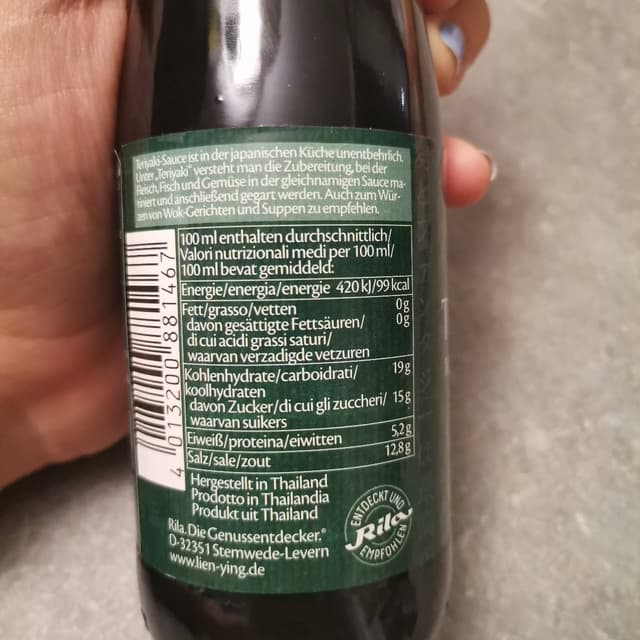 Teriyaki-Sauce ist in der japanischen Küche unentbehrlich.
Unter „Teriyaki" versteht man die Zubereitung, bei der
Fleisch, Fisch und Gemüse in der gleichnamigen Sauce ma-
riniert und anschließend gegart werden. Auch zum Wür-
zen von Wok-Gerichten und Suppen zu empfehlen.
100 ml enthalten durchschnittlich/
Valori nutrizionali medi per 100 ml/
100 ml bevat gemiddeld:
Energie/energia/energie 420 kJ/99 kcal
Fett/grasso/vetten 0 g
davon gesättigte Fettsäuren/ 0 g
di cui acidi grassi saturi/
waarvan verzadigde vetzuren
Kohlenhydrate/carboidrati/ 19 g
koolhydraten
davon Zucker/di cui gli zuccheri/ 15 g
waarvan suikers
Eiweiß/proteina/eiwitten 5,2 g
Salz/sale/zout 12,8 g
Hergestellt in Thailand
Prodotto in Thailandia
Produkt uit Thailand
Rila. Die Genussentdecker.®
D-32351 Stemwede-Levern
www.lien-ying.de
4 013200 881467
ENTDECKT UND
Rila
EMPFOHLEN